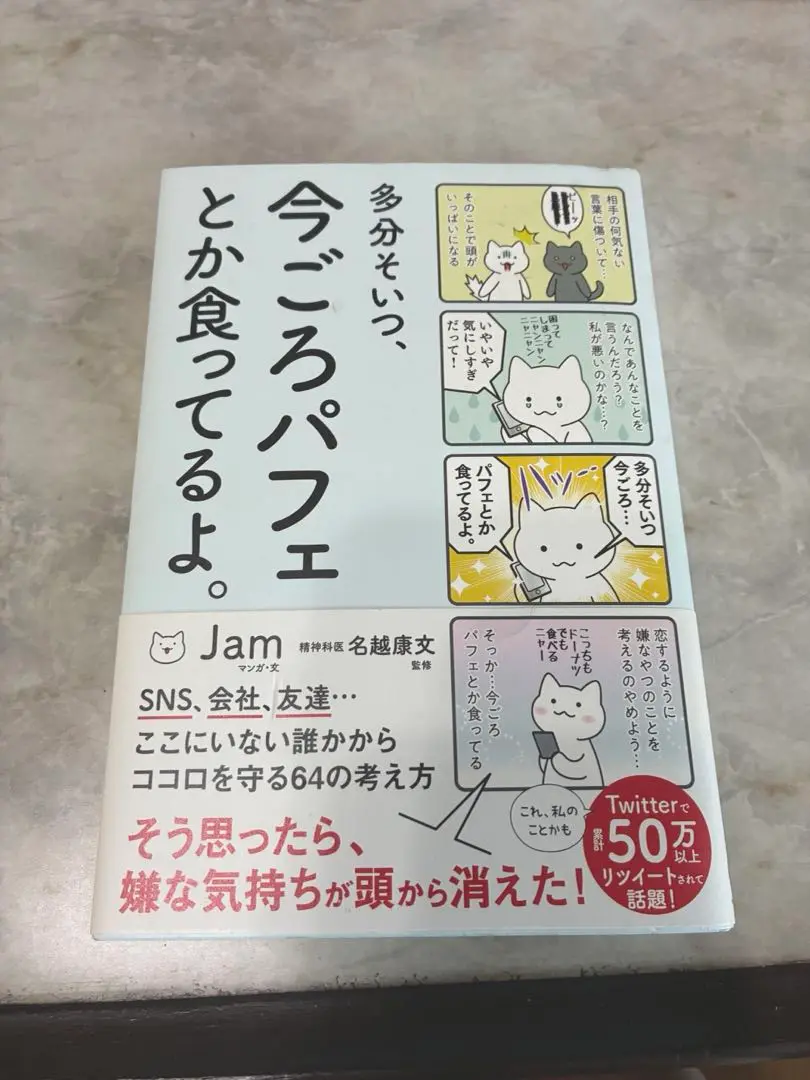 多分そいつ、
今ごろパフェ
とか食ってるよ。
相手の何気ない
言葉に傷ついて…
ピーッ
そのことで頭が
いっぱいになる
なんであんなことを
言うんだろう?
私が悪いのかな…?
困って
しまって
ニャンニャン
ニャニャン
いやいや
気にしすぎ
だって!
多分そいつ
今ごろ…
ハッ…
パフェとか
食ってるよ。
恋するように
嫌なやつのことを
考えるのやめよう…
こっちも
ドーナツ
でも
食べる
ニャー
そっか…今ごろ
パフェとか食ってる
Jam
マンガ・文
精神科医 名越康文
監修
SNS、会社、友達…
ここにいない誰かから
ココロを守る64の考え方
そう思ったら、
嫌な気持ちが頭から消えた!
これ、私の
ことかも
Twitterで
累計50万以上
リツイートされて
話題!